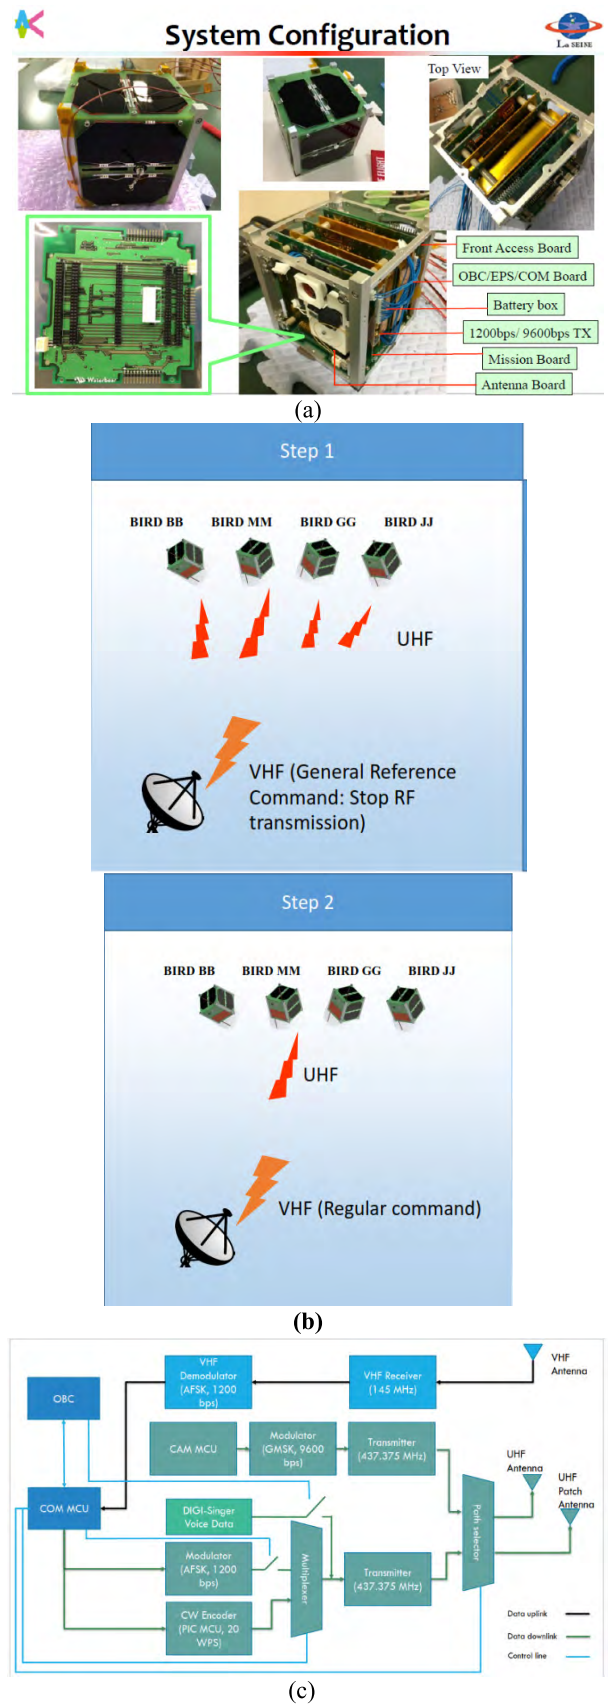 System Configuration
La SEINE
Top View
Front Access Board
OBC/EPS/COM Board
Battery box
1200bps/ 9600bps TX
Mission Board
Antenna Board
(a)
Step 1
BIRD BB BIRD MM BIRD GG BIRD JJ
UHF
VHF (General Reference
Command: Stop RF
transmission)
Step 2
BIRD BB BIRD MM BIRD GG BIRD JJ
UHF
VHF (Regular command)
(b)
VHF
Demodulator
(AFSK, 1200
bps)
VHF Receiver
(145 MHz)
VHF
Antenna
OBC
CAM MCU
Modulator
(GMSK, 9600
bps)
Transmitter
(437.375 MHz)
UHF
Antenna
UHF
Patch
Antenna
COM MCU
DIGI-Singer
Voice Data
Path selector
Modulator
(AFSK, 1200
bps)
Multiplexer
Transmitter
(437.375 MHz)
CW Encoder
(PIC MCU, 20
WPS)
Data uplink
Data downlink
Control line
(c)